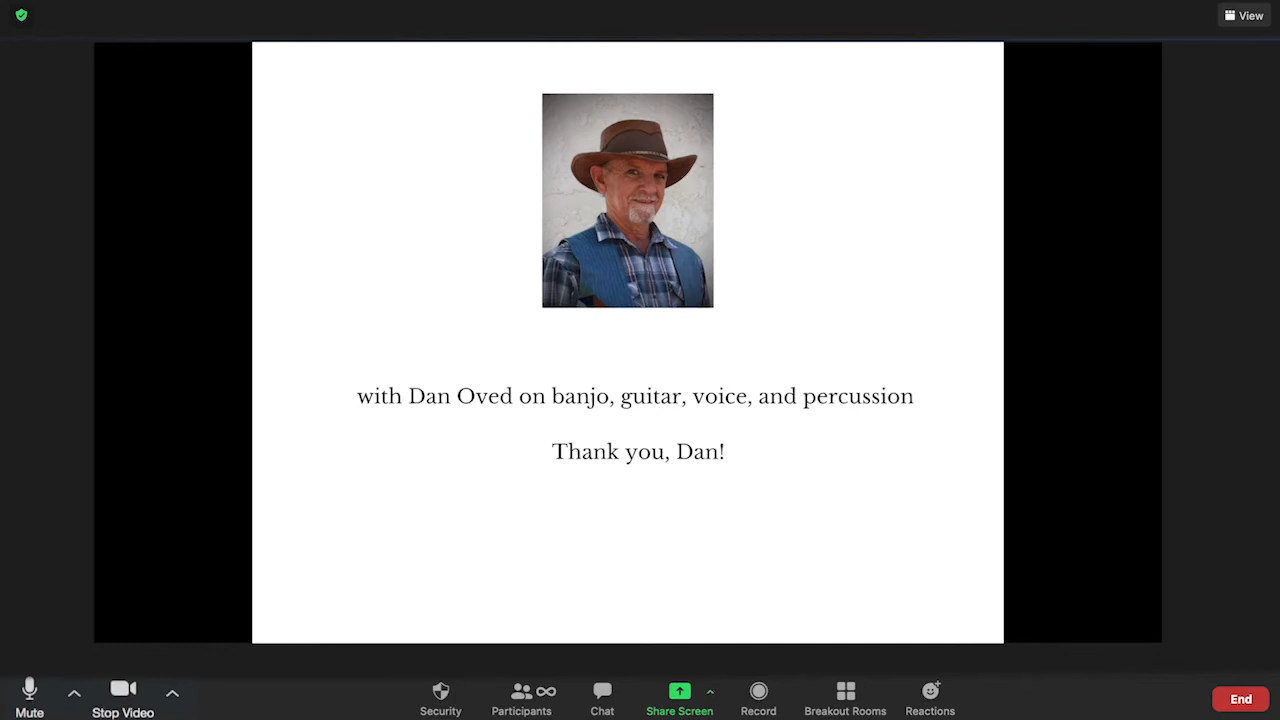 View
with Dan Oved on banjo, guitar, voice, and percussion
Thank you, Dan!
Mute
Stop Video
Security
Participants
Chat
Share Screen
Record
Breakout Rooms
Reactions
End